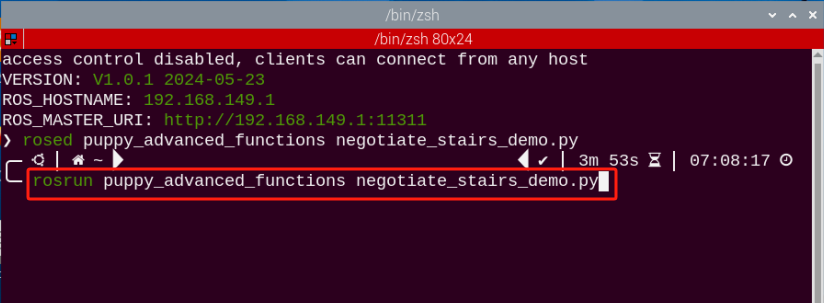 /bin/zsh
/bin/zsh 80x24
access control disabled, clients can connect from any host
VERSION: V1.0.1 2024-05-23
ROS_HOSTNAME: 192.168.149.1
ROS_MASTER_URI: http://192.168.149.1:11311
❯ rosed puppy_advanced_functions negotiate_stairs_demo.py
~ ✔ | 3m 53s | 07:08:17
rosrun puppy_advanced_functions negotiate_stairs_demo.py